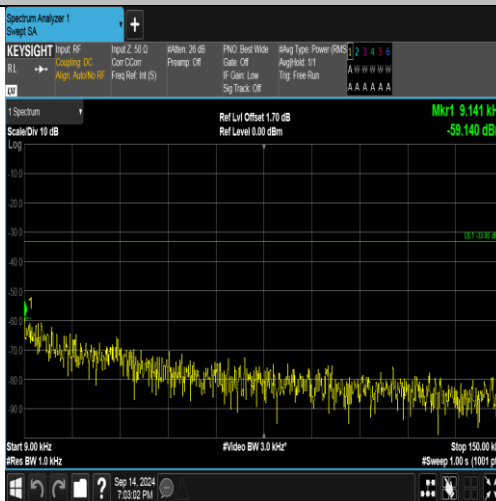 Spectrum Analyzer 1
Swept SA
+
KEYSIGHT
RL
Input: RF
Coupling: DC
Align: Auto/No RF
Input Z: 50 Ω
Corr CCorr
Freq Ref: Int (S)
#Atten: 26 dB
Preamp: Off
PNO: Best Wide
Gate: Off
IF Gain: Low
Sig Track: Off
#Avg Type: Power (RMS
Avg|Hold: 1/1
Trig: Free Run
1 2 3 4 5 6
A W W W W W
A A A A A A
1 Spectrum
Scale/Div 10 dB
Log
Ref Lvl Offset 1.70 dB
Ref Level 0.00 dBm
Mkr1 9.141 kH
-59.140 dB
-10.0
-20.0
-30.0
-40.0
-50.0
-60.0
-70.0
-80.0
-90.0
1
Start 9.00 kHz
#Res BW 1.0 kHz
#Video BW 3.0 kHz*
Stop 150.00 k
#Sweep 1.00 s (1001 pt
?
Sep 14, 2024
7:03:02 PM